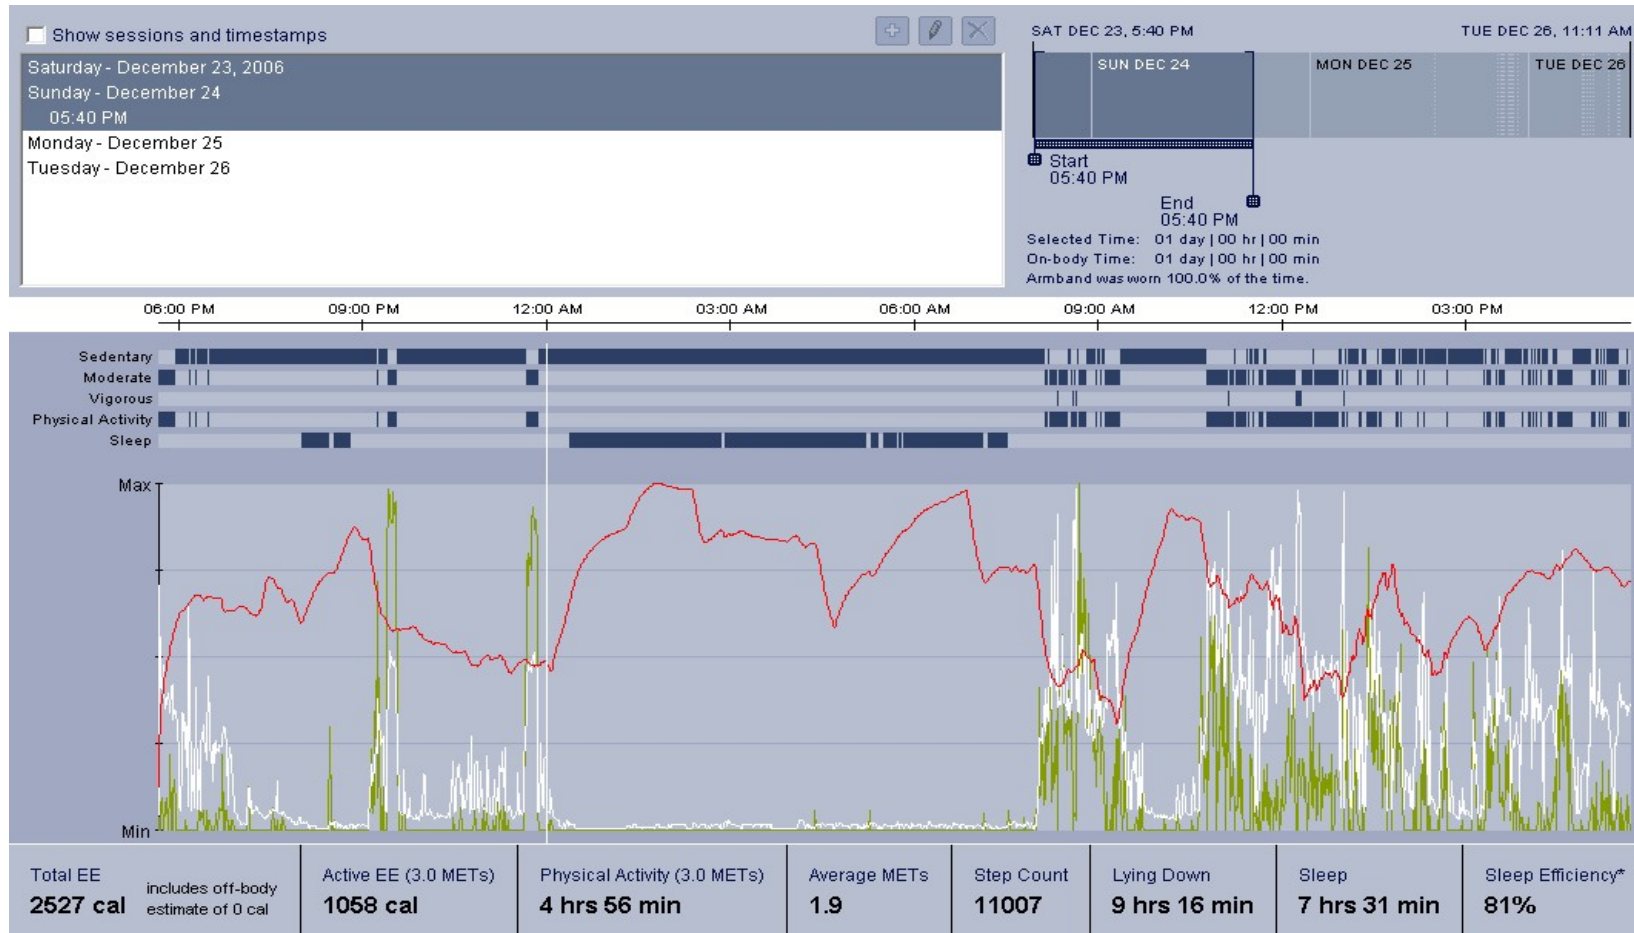 Show sessions and timestamps
Saturday - December 23, 2006
Sunday - December 24
05:40 PM
Monday - December 25
Tuesday - December 26
SAT DEC 23, 5:40 PM TUE DEC 26, 11:11 AM
SUN DEC 24 MON DEC 25 TUE DEC 26
Start
05:40 PM
End
05:40 PM
Selected Time: 01 day | 00 hr | 00 min
On-body Time: 01 day | 00 hr | 00 min
Armband was worn 100.0% of the time.
06:00 PM 09:00 PM 12:00 AM 03:00 AM 06:00 AM 09:00 AM 12:00 PM 03:00 PM
Sedentary
Moderate
Vigorous
Physical Activity
Sleep
Max
Min
Total EE
2527 cal
includes off-body
estimate of 0 cal
Active EE (3.0 METs)
1058 cal
Physical Activity (3.0 METs)
4 hrs 56 min
Average METs
1.9
Step Count
11007
Lying Down
9 hrs 16 min
Sleep
7 hrs 31 min
Sleep Efficiency*
81%